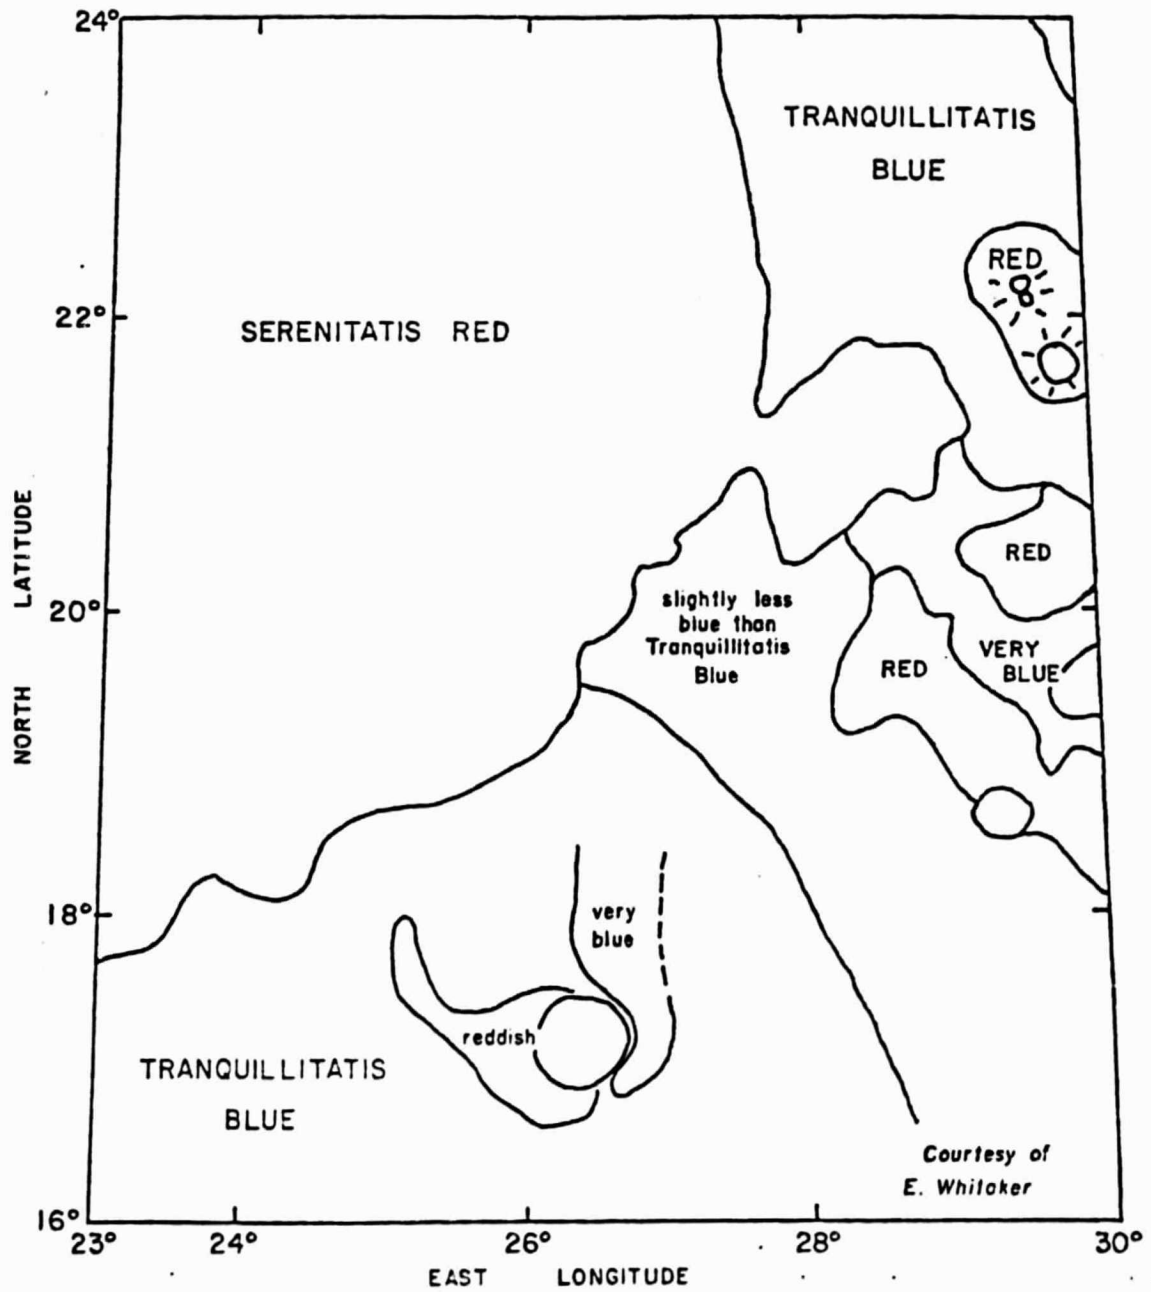 24°
TRANQUILLITATIS
BLUE
RED
22°
SERENITATIS RED
NORTH LATITUDE
20°
slightly less
blue than
Tranquillitatis
Blue
RED
RED
VERY
BLUE
18°
very
blue
reddish
TRANQUILLITATIS
BLUE
Courtesy of
E. Whitaker
16°
23° 24° 26° 28° 30°
EAST LONGITUDE